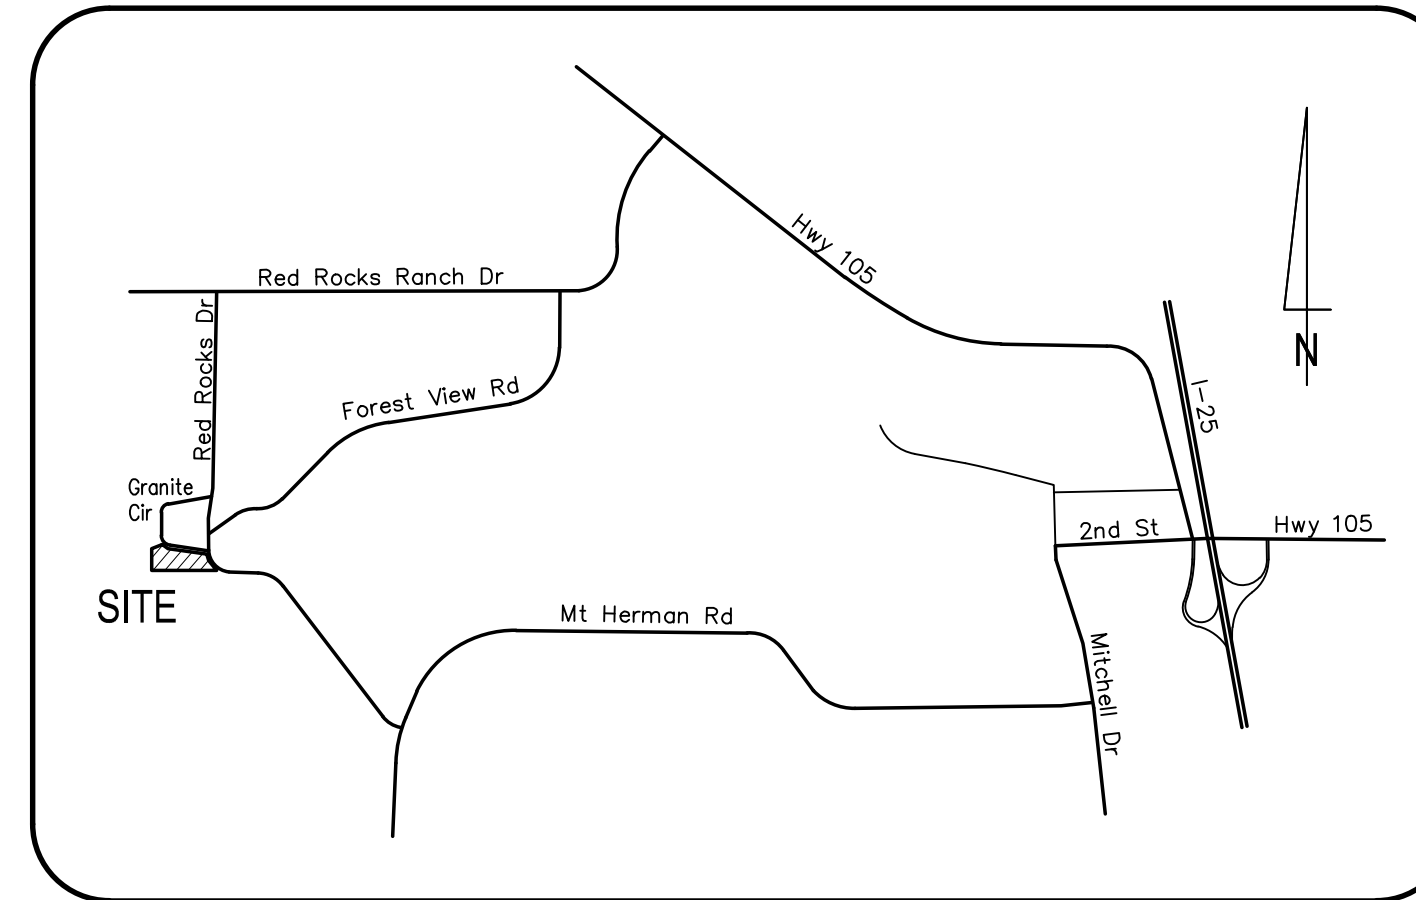 Hwy 105
Red Rocks Ranch Dr
Red Rocks Dr
N
I-25
Forest View Rd
Granite
Cir
2nd St
Hwy 105
SITE
Mt Herman Rd
Mitchell Dr